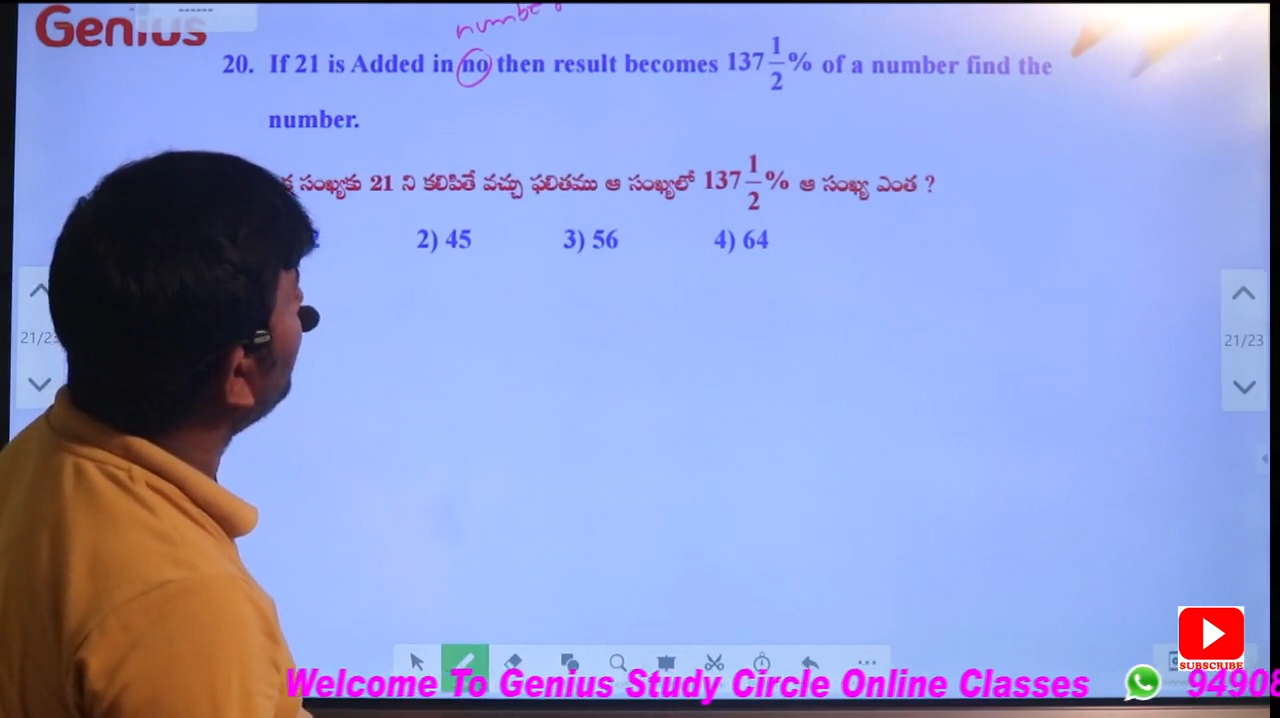 Genius
number
20. If 21 is Added in no then result becomes 137 1/2 % of a number find the
number.
సంఖ్యకు 21 ని కలిపితే వచ్చు ఫలితము ఆ సంఖ్యలో 137 1/2 % ఆ సంఖ్య ఎంత ?
2) 45 3) 56 4) 64
21/23
21/23
SUBSCRIBE
Welcome To Genius Study Circle Online Classes 9490